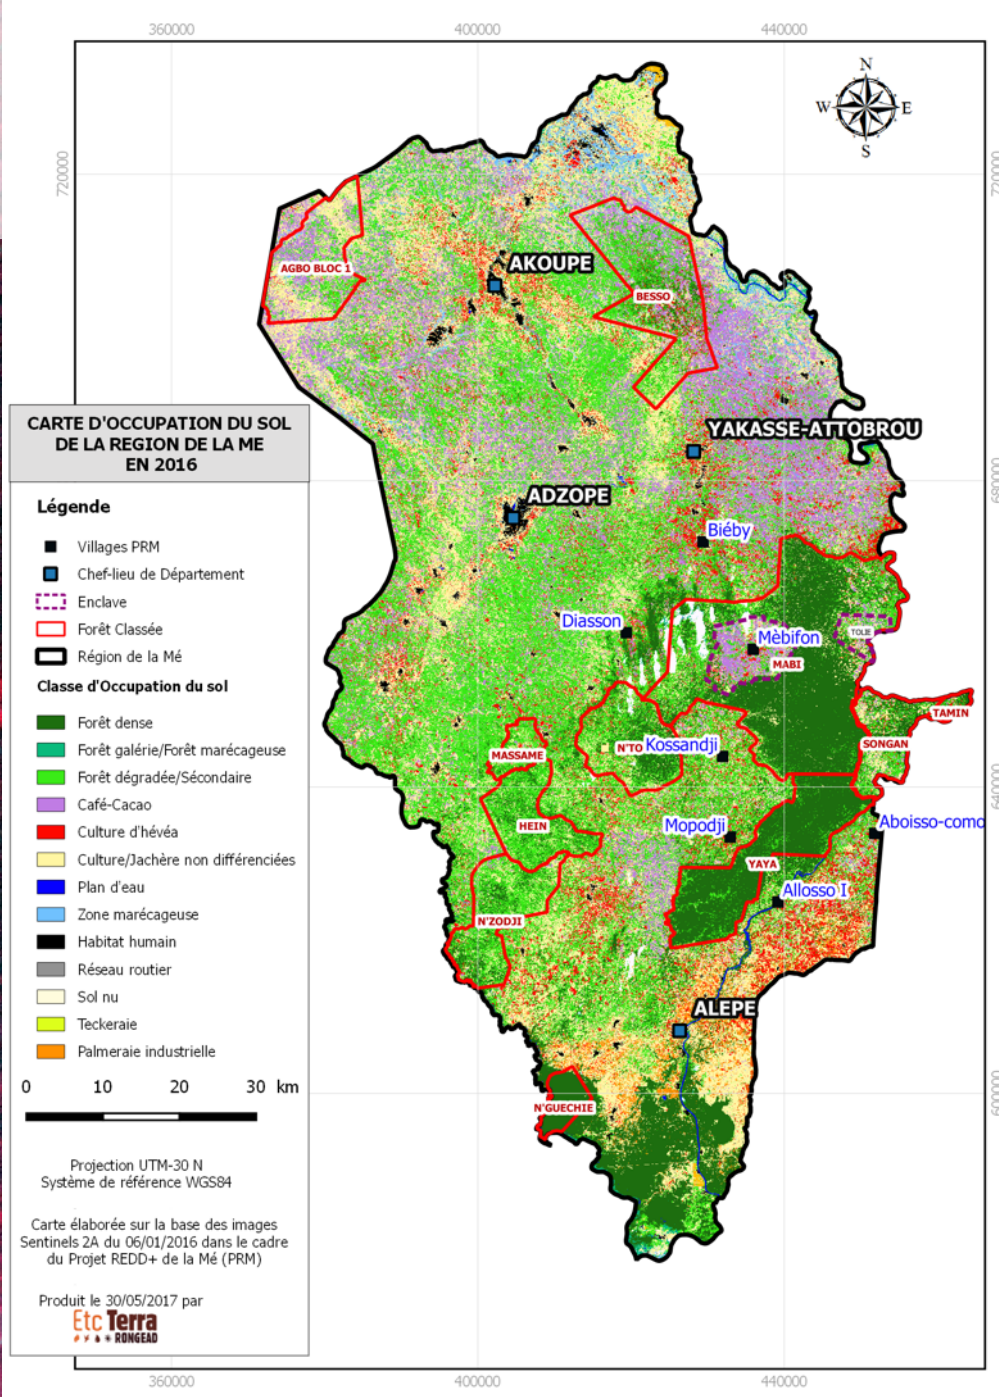 360000
400000
440000
N
W
E
S
720000
720000
AGBO BLOC 1
AKOUPE
BESSO
CARTE D'OCCUPATION DU SOL
DE LA REGION DE LA ME
EN 2016
YAKASSE-ATTOBROU
680000
ADZOPE
Biéby
Légende
Villages PRM
Chef-lieu de Département
Enclave
Forêt Classée
Région de la Mé
Diasson
Mèbifon
TOLIE
MABI
Classe d'Occupation du sol
Forêt dense
Forêt galérie/Forêt marécageuse
Forêt dégradée/Sécondaire
Café-Cacao
Culture d'hévéa
Culture/Jachère non différenciées
Plan d'eau
Zone marécageuse
Habitat humain
Réseau routier
Sol nu
Teckeraie
Palmeraie industrielle
TAMIN
SONGAN
MASSAME
N'TO
Kossandji
640000
HEIN
Mopodji
Aboisso-como
YAYA
Allosso I
N'ZODJI
ALEPE
N'GUECHIE
600000
0 10 20 30 km
Projection UTM-30 N
Système de référence WGS84
Carte élaborée sur la base des images
Sentinels 2A du 06/01/2016 dans le cadre
du Projet REDD+ de la Mé (PRM)
Produit le 30/05/2017 par
Etc Terra
RONGEAD
360000
400000
440000